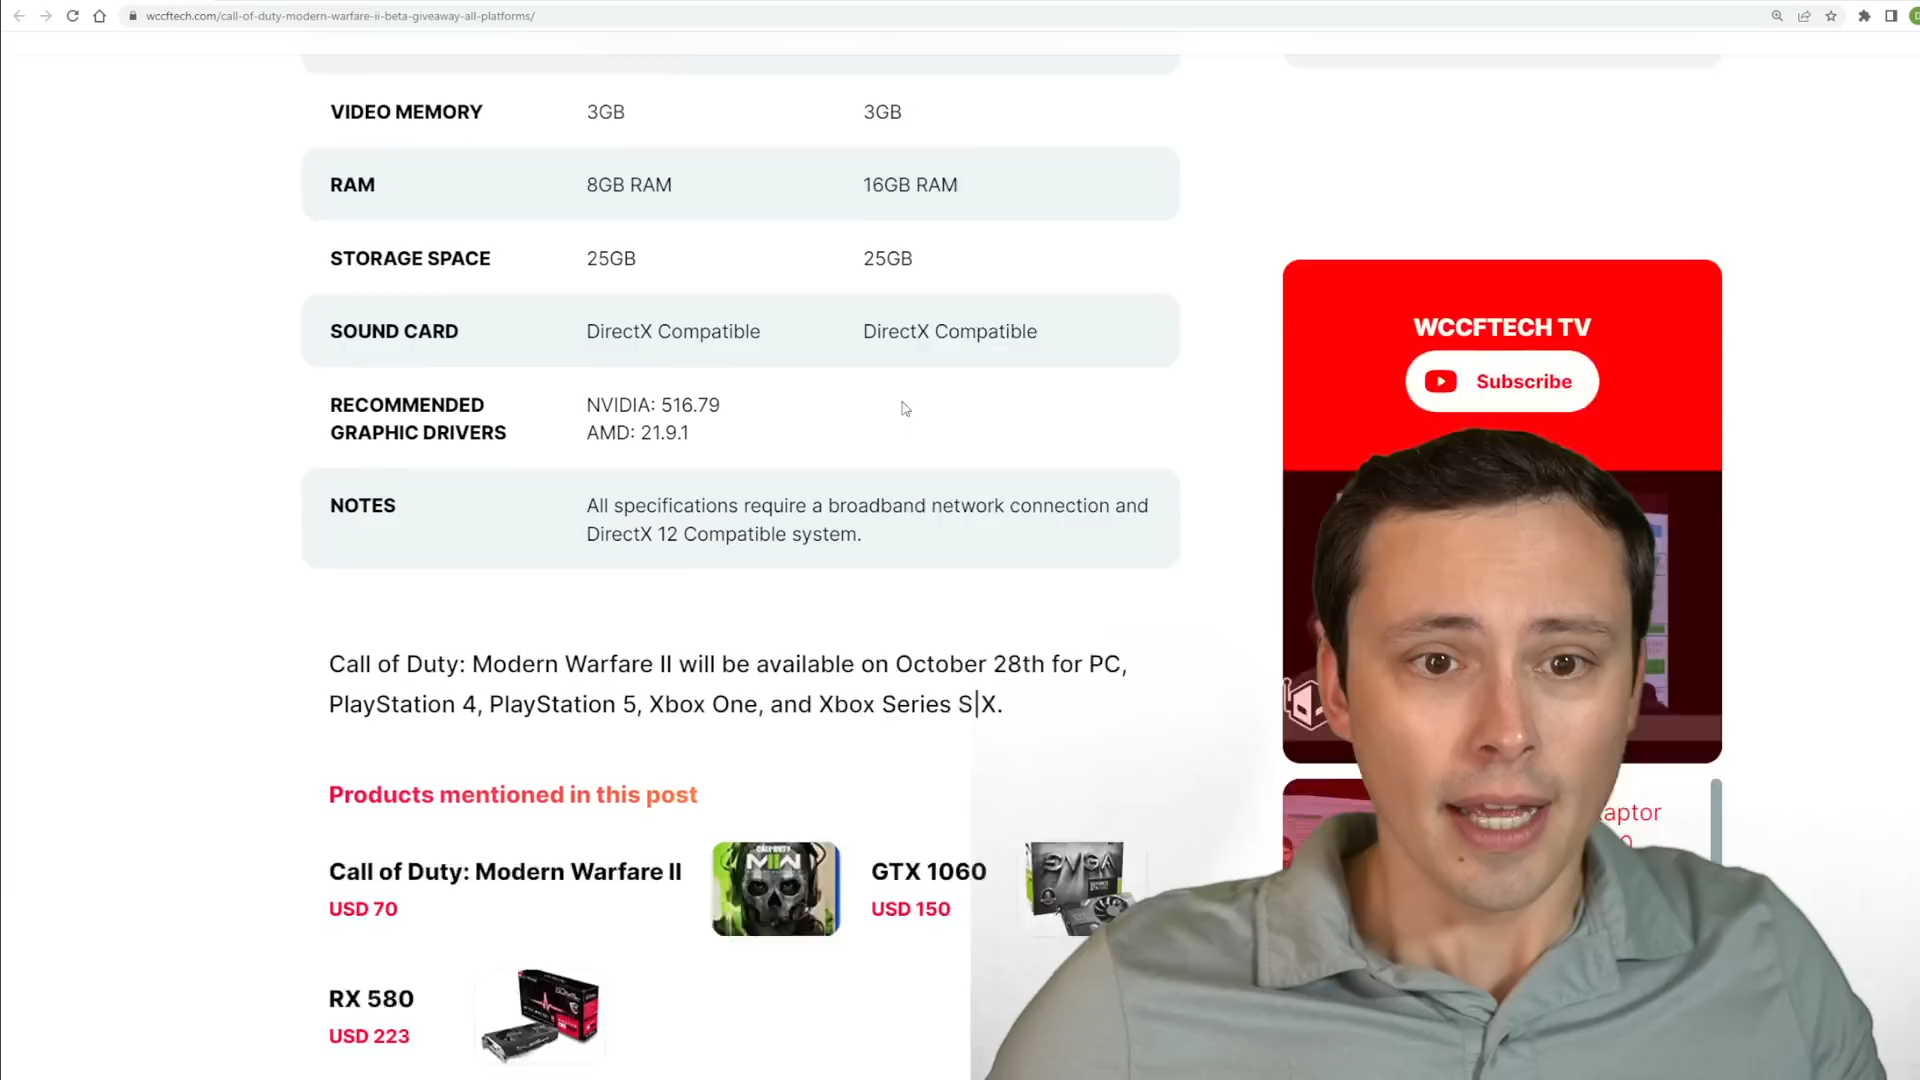 wccftech.com/call-of-duty-modern-warfare-ii-beta-giveaway-all-platforms/
VIDEO MEMORY 3GB 3GB
RAM 8GB RAM 16GB RAM
STORAGE SPACE 25GB 25GB
SOUND CARD DirectX Compatible DirectX Compatible
RECOMMENDED NVIDIA: 516.79
GRAPHIC DRIVERS AMD: 21.9.1
NOTES All specifications require a broadband network connection and
DirectX 12 Compatible system.
Call of Duty: Modern Warfare II will be available on October 28th for PC,
PlayStation 4, PlayStation 5, Xbox One, and Xbox Series S|X.
Products mentioned in this post
Call of Duty: Modern Warfare II
USD 70
CALL OF DUTY
MW
GTX 1060
USD 150
EVGA
RX 580
USD 223
WCCFTECH TV
Subscribe
aptor